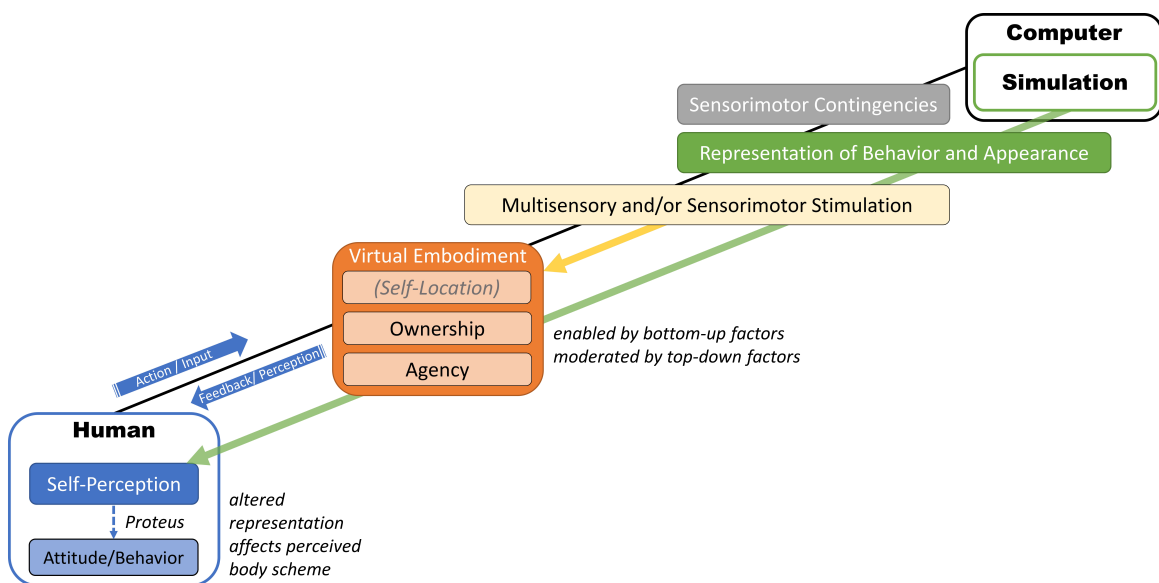 Computer
Simulation
Sensorimotor Contingencies
Representation of Behavior and Appearance
Multisensory and/or Sensorimotor Stimulation
Virtual Embodiment
(Self-Location)
Ownership
Agency
enabled by bottom-up factors
moderated by top-down factors
Action / Input
Feedback/ Perception
Human
Self-Perception
Proteus
Attitude/Behavior
altered
representation
affects perceived
body scheme